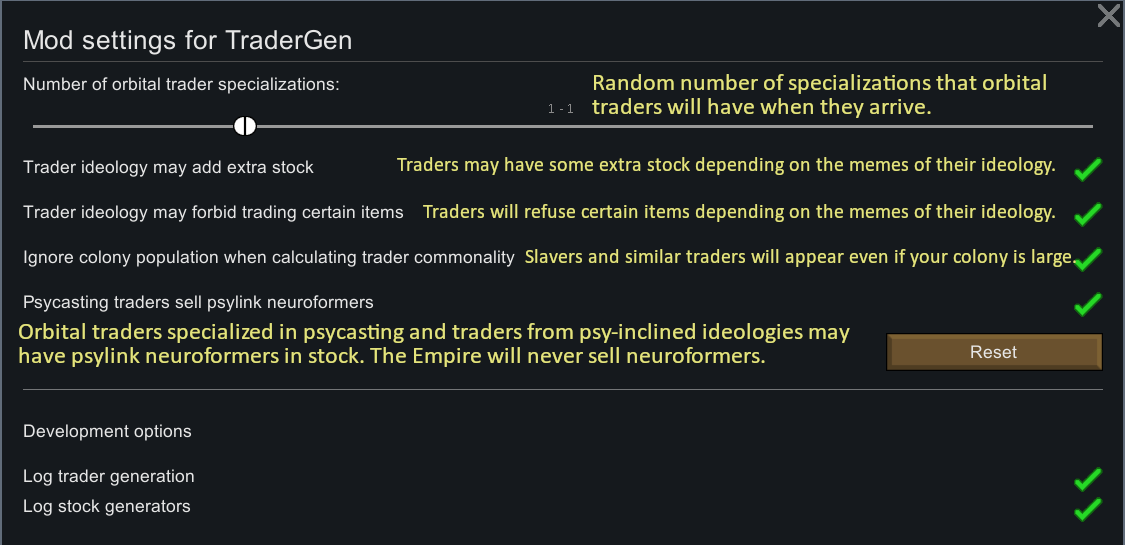 Mod settings for TraderGen
Number of orbital trader specializations:
Random number of specializations that orbital
1 - 1
traders will have when they arrive.
Trader ideology may add extra stock
Traders may have some extra stock depending on the memes of their ideology.
Trader ideology may forbid trading certain items
Traders will refuse certain items depending on the memes of their ideology.
Ignore colony population when calculating trader commonality
Slavers and similar traders will appear even if your colony is large.
Psycasting traders sell psylink neuroformers
Orbital traders specialized in psycasting and traders from psy-inclined ideologies may
have psylink neuroformers in stock. The Empire will never sell neuroformers.
Reset
Development options
Log trader generation
Log stock generators